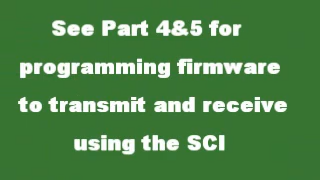 See Part 4&5 for
programming firmware
to transmit and receive
using the SCI